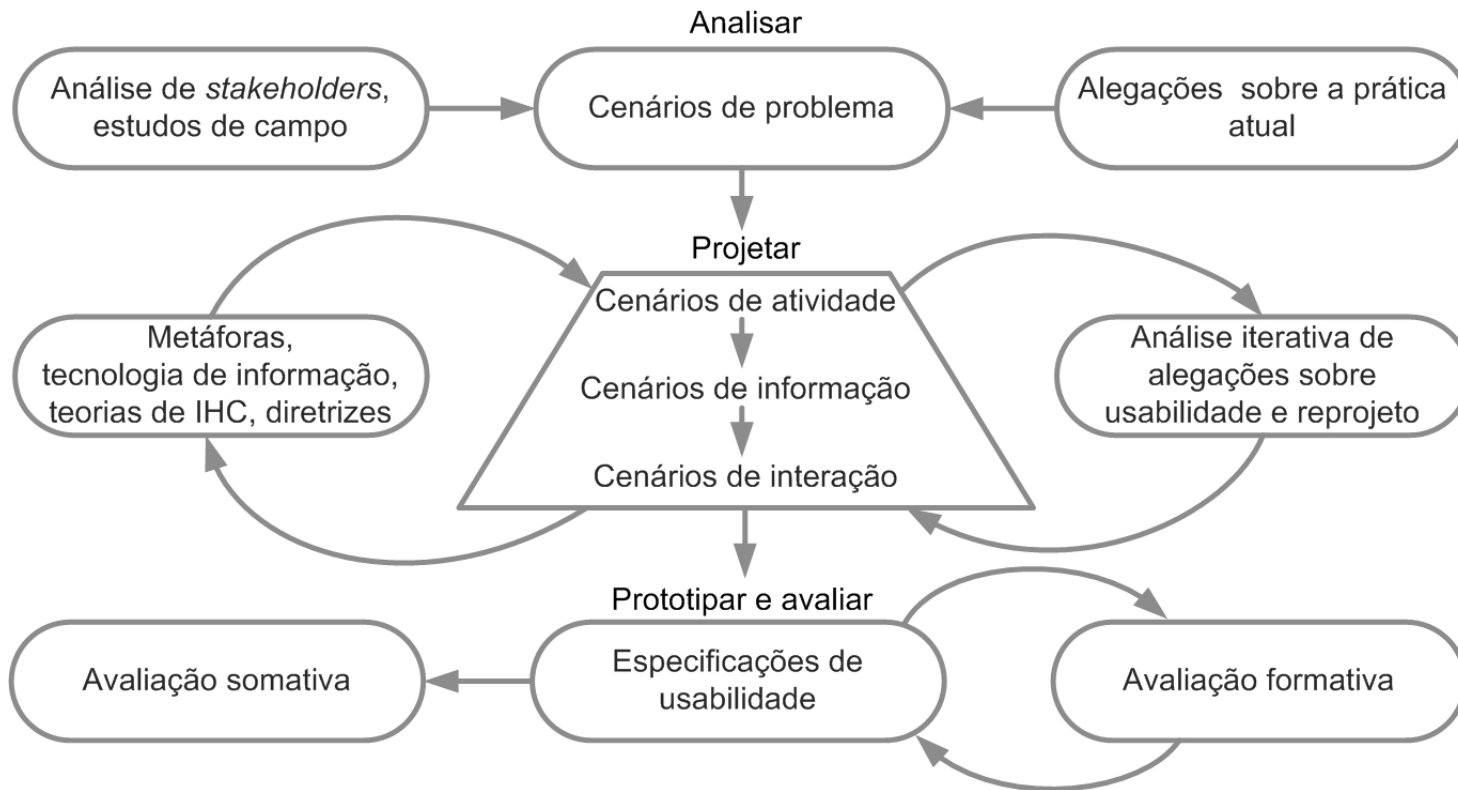 Analisar
Análise de stakeholders,
estudos de campo
Cenários de problema
Alegações sobre a prática
atual
Projetar
Cenários de atividade
Cenários de informação
Cenários de interação
Metáforas,
tecnologia de informação,
teorias de IHC, diretrizes
Análise iterativa de
alegações sobre
usabilidade e reprojeto
Prototipar e avaliar
Avaliação somativa
Especificações de
usabilidade
Avaliação formativa